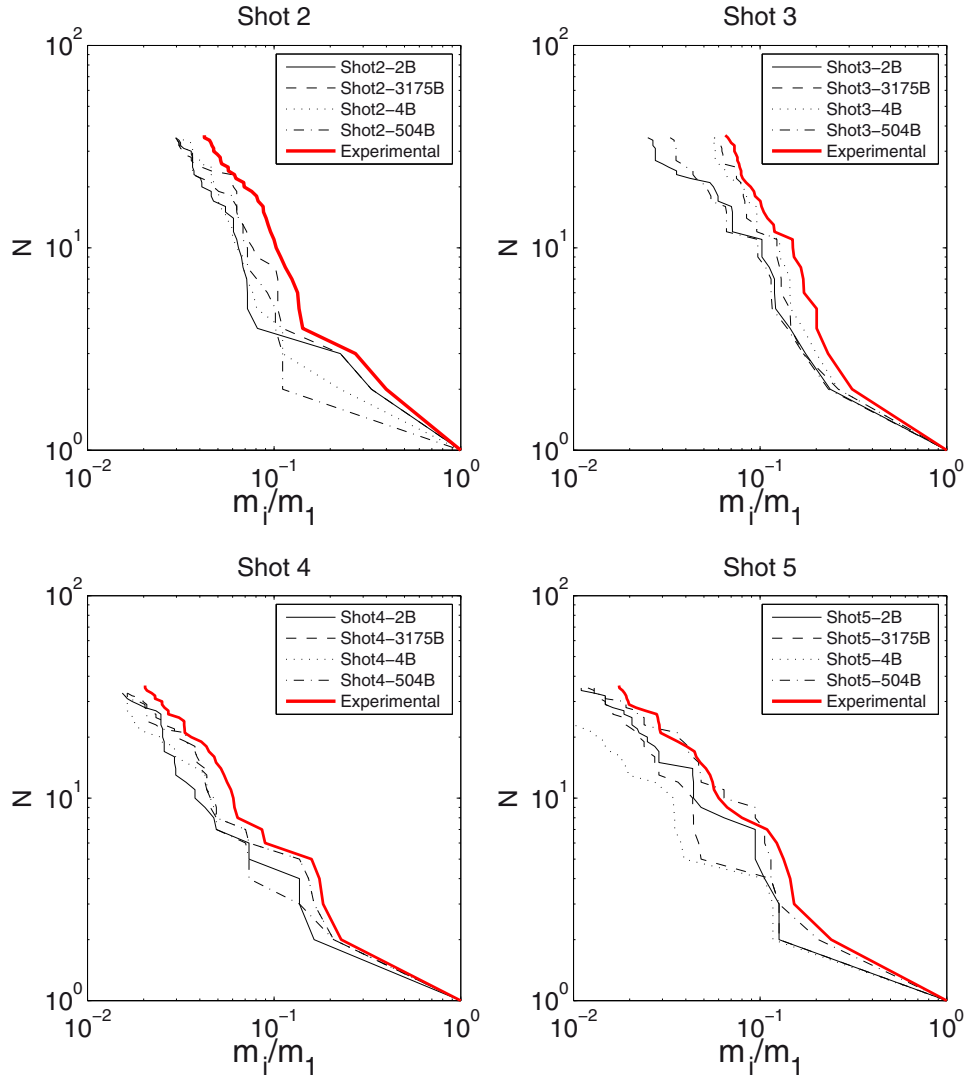 Shot 2
10^2
10^1
10^0
N
Shot2-2B
Shot2-3175B
Shot2-4B
Shot2-504B
Experimental
10^-2
10^-1
10^0
m_i/m_1
Shot 3
10^2
10^1
10^0
N
Shot3-2B
Shot3-3175B
Shot3-4B
Shot3-504B
Experimental
10^-2
10^-1
10^0
m_i/m_1
Shot 4
10^2
10^1
10^0
N
Shot4-2B
Shot4-3175B
Shot4-4B
Shot4-504B
Experimental
10^-2
10^-1
10^0
m_i/m_1
Shot 5
10^2
10^1
10^0
N
Shot5-2B
Shot5-3175B
Shot5-4B
Shot5-504B
Experimental
10^-2
10^-1
10^0
m_i/m_1